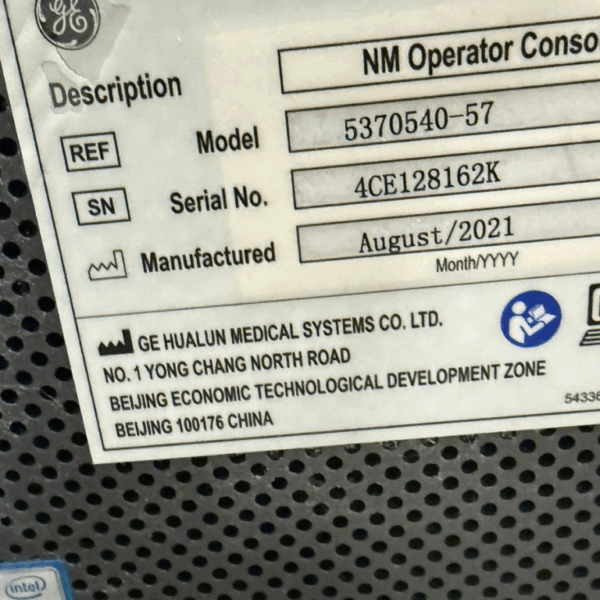 GE
NM Operator Conso
Description
REF Model 5370540-57
SN Serial No. 4CE128162K
Manufactured August/2021
Month/YYYY
GE HUALUN MEDICAL SYSTEMS CO. LTD.
NO. 1 YONG CHANG NORTH ROAD
BEIJING ECONOMIC TECHNOLOGICAL DEVELOPMENT ZONE
BEIJING 100176 CHINA
5433
intel